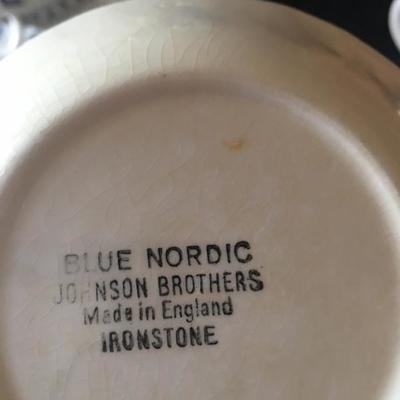 BLUE NORDIC
JOHNSON BROTHERS
Made in England
IRONSTONE